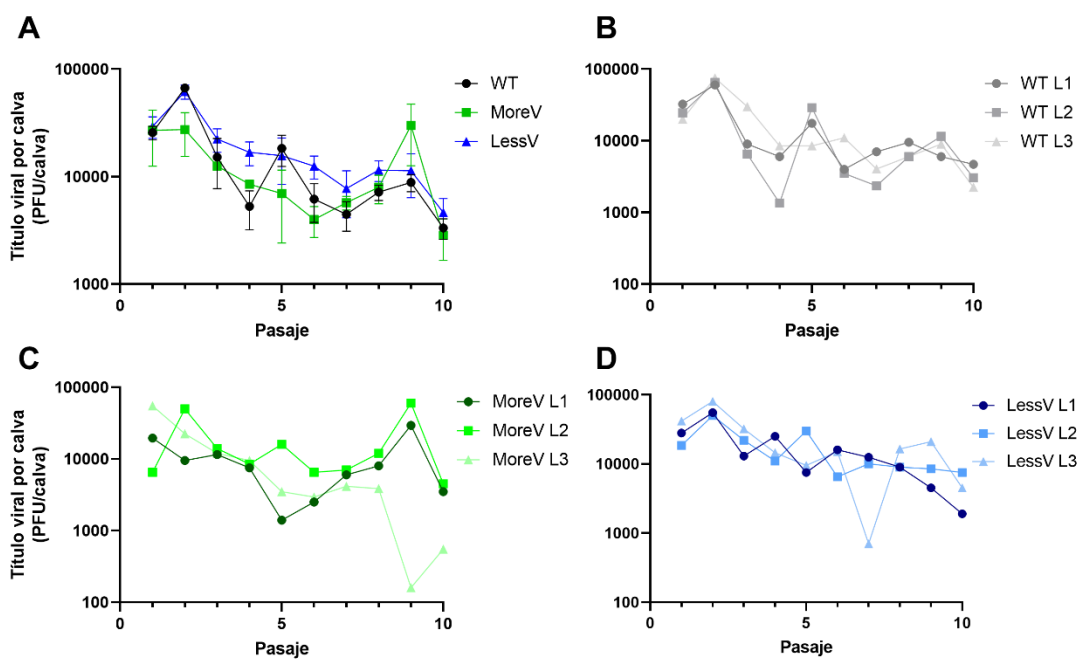 A
Título viral por calva
(PFU/calva)
100000
10000
1000
0
5
10
Pasaje
WT
MoreV
LessV
B
100000
10000
1000
100
0
5
10
Pasaje
WT L1
WT L2
WT L3
C
Título viral por calva
(PFU/calva)
100000
10000
1000
100
0
5
10
Pasaje
MoreV L1
MoreV L2
MoreV L3
D
100000
10000
1000
100
0
5
10
Pasaje
LessV L1
LessV L2
LessV L3